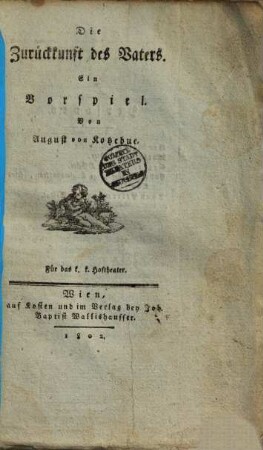 Die
Zurückkunft des Vaters.
Ein
Vorspiel.
Von
August von Kotzebue.
Für das k. k. Hoftheater.
Wien,
auf Kosten und im Verlag bey Joh.
Baptist Wallishausser.
1802.